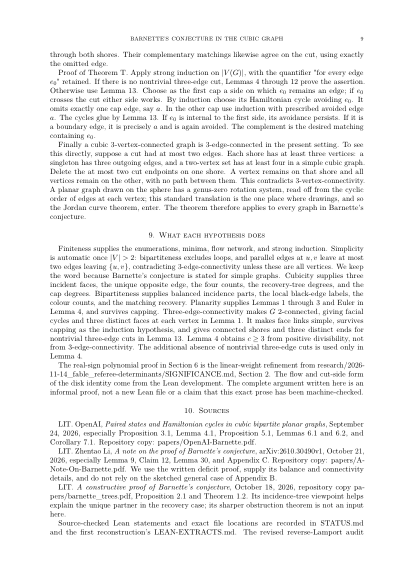 BARNETTE'S CONJECTURE IN THE CUBIC GRAPH 9
through both shores. Their complementary matchings likewise agree on the cut, using exactly
the omitted edge.
Proof of Theorem T. Apply strong induction on |V(G)|, with the quantifier "for every edge
e₀" retained. If there is no nontrivial three-edge cut, Lemmas 4 through 12 prove the assertion.
Otherwise use Lemma 13. Choose as the first cap a side on which e₀ remains an edge; if e₀
crosses the cut either side works. By induction choose its Hamiltonian cycle avoiding e₀. It
omits exactly one cap edge, say a. In the other cap use induction with prescribed avoided edge
a. The cycles glue by Lemma 13. If e₀ is internal to the first side, its avoidance persists. If it is
a boundary edge, it is precisely a and is again avoided. The complement is the desired matching
containing e₀.
Finally a cubic 3-vertex-connected graph is 3-edge-connected in the present setting. To see
this directly, suppose a cut had at most two edges. Each shore has at least three vertices: a
singleton has three outgoing edges, and a two-vertex set has at least four in a simple cubic graph.
Delete the at most two cut endpoints on one shore. A vertex remains on that shore and all
vertices remain on the other, with no path between them. This contradicts 3-vertex-connectivity.
A planar graph drawn on the sphere has a genus-zero rotation system, read off from the cyclic
order of edges at each vertex; this standard translation is the one place where drawings, and so
the Jordan curve theorem, enter. The theorem therefore applies to every graph in Barnette's
conjecture.
9. What each hypothesis does
Finiteness supplies the enumerations, minima, flow network, and strong induction. Simplicity
is automatic once |V| > 2: bipartiteness excludes loops, and parallel edges at u, v leave at most
two edges leaving {u, v}, contradicting 3-edge-connectivity unless these are all vertices. We keep
the word because Barnette's conjecture is stated for simple graphs. Cubicity supplies three
incident faces, the unique opposite edge, the four counts, the recovery-tree degrees, and the
cap degrees. Bipartiteness supplies balanced incidence parts, the local black-edge labels, the
colour counts, and the matching recovery. Planarity supplies Lemmas 1 through 3 and Euler in
Lemma 4, and survives capping. Three-edge-connectivity makes G 2-connected, giving facial
cycles and three distinct faces at each vertex in Lemma 1. It makes face links simple, survives
capping as the induction hypothesis, and gives connected shores and three distinct ends for
nontrivial three-edge cuts in Lemma 13. Lemma 4 obtains c ≥ 3 from positive divisibility, not
from 3-edge-connectivity. The additional absence of nontrivial three-edge cuts is used only in
Lemma 4.
The real-sign polynomial proof in Section 6 is the linear-weight refinement from research/2026-
11-14_fable_referee-determinants/SIGNIFICANCE.md, Section 2. The flow and cut-side form
of the disk identity come from the Lean development. The complete argument written here is an
informal proof, not a new Lean file or a claim that this exact prose has been machine-checked.
10. Sources
LIT. OpenAI, Paired states and Hamiltonian cycles in cubic bipartite planar graphs, September
24, 2026, especially Proposition 3.1, Lemma 4.1, Proposition 5.1, Lemmas 6.1 and 6.2, and
Corollary 7.1. Repository copy: papers/OpenAI-Barnette.pdf.
LIT. Zhentao Li, A note on the proof of Barnette's conjecture, arXiv:2610.30490v1, October 21,
2026, especially Lemma 9, Claim 12, Lemma 30, and Appendix C. Repository copy: papers/A-
Note-On-Barnette.pdf. We use the written deficit proof, supply its balance and connectivity
details, and do not rely on the sketched general case of Appendix B.
LIT. A constructive proof of Barnette's conjecture, October 18, 2026, repository copy pa-
pers/barnette_trees.pdf, Proposition 2.1 and Theorem 1.2. Its incidence-tree viewpoint helps
explain the unique partner in the recovery case; its sharper obstruction theorem is not an input
here.
Source-checked Lean statements and exact file locations are recorded in STATUS.md
and the first reconstruction's LEAN-EXTRACTS.md. The revised reverse-Lamport audit